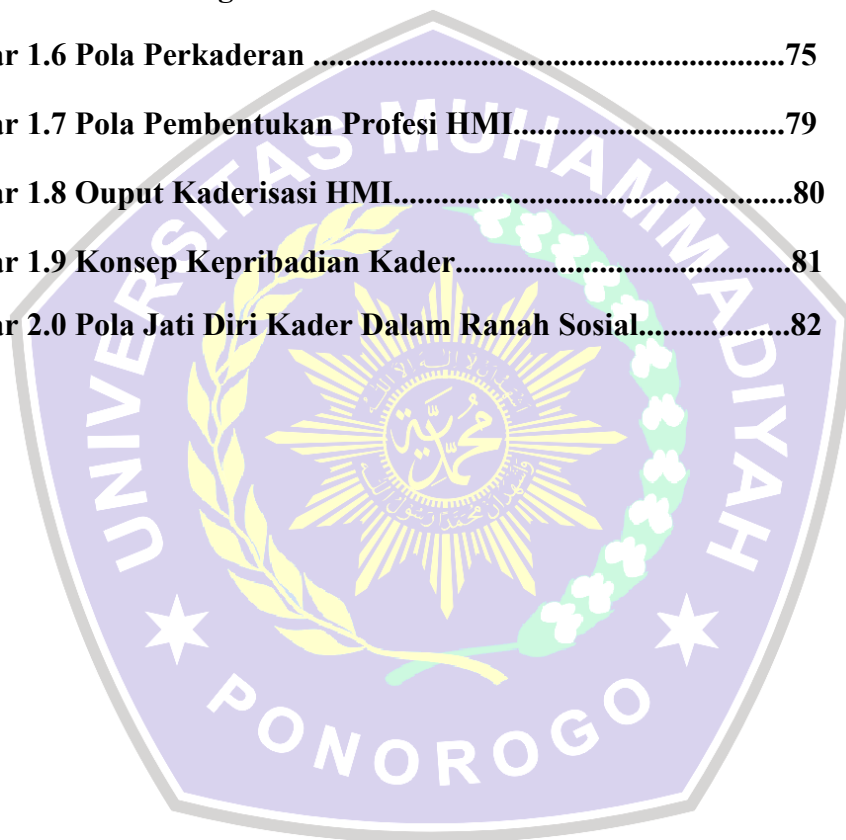 ar 1.6 Pola Perkaderan ............................................................75
ar 1.7 Pola Pembentukan Profesi HMI..................................79
ar 1.8 Ouput Kaderisasi HMI..................................................80
ar 1.9 Konsep Kepribadian Kader..........................................81
ar 2.0 Pola Jati Diri Kader Dalam Ranah Sosial...................82
UNIVERSITAS MUHAMMADIYAH
PONOROGO